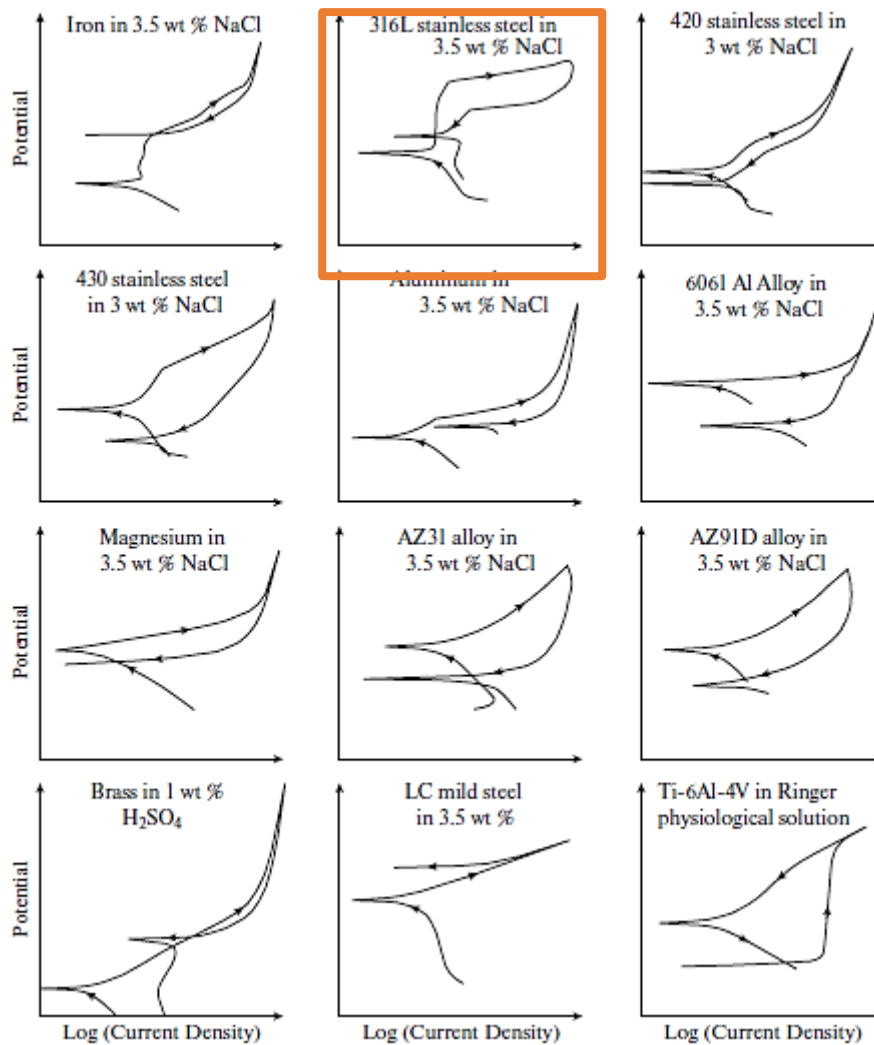 Iron in 3.5 wt % NaCl
316L stainless steel in
3.5 wt % NaCl
420 stainless steel in
3 wt % NaCl
Potential
430 stainless steel
in 3 wt % NaCl
Aluminum in
3.5 wt % NaCl
6061 Al Alloy in
3.5 wt % NaCl
Potential
Magnesium in
3.5 wt % NaCl
AZ31 alloy in
3.5 wt % NaCl
AZ91D alloy in
3.5 wt % NaCl
Potential
Brass in 1 wt %
H₂SO₄
LC mild steel
in 3.5 wt %
Ti-6Al-4V in Ringer
physiological solution
Potential
Log (Current Density)
Log (Current Density)
Log (Current Density)